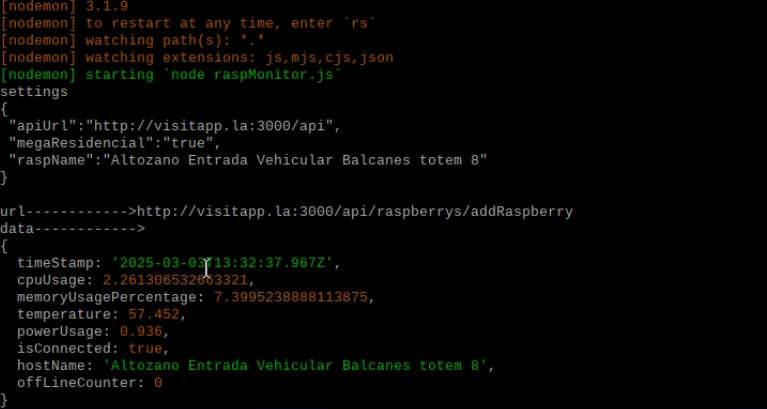 [nodemon] 3.1.9
[nodemon] to restart at any time, enter `rs`
[nodemon] watching path(s): *.*
[nodemon] watching extensions: js,mjs,cjs,json
[nodemon] starting `node raspMonitor.js`
settings
{
"apiUrl":"http://visitapp.la:3000/api",
"megaResidencial":"true",
"raspName":"Altozano Entrada Vehicular Balcanes totem 8"
}
url------------>http://visitapp.la:3000/api/raspberrys/addRaspberry
data------------>
{
timeStamp: '2025-03-03T13:32:37.967Z',
cpuUsage: 2.261306532663321,
memoryUsagePercentage: 7.3995238888113875,
temperature: 57.452,
powerUsage: 0.936,
isConnected: true,
hostName: 'Altozano Entrada Vehicular Balcanes totem 8',
offLineCounter: 0
}